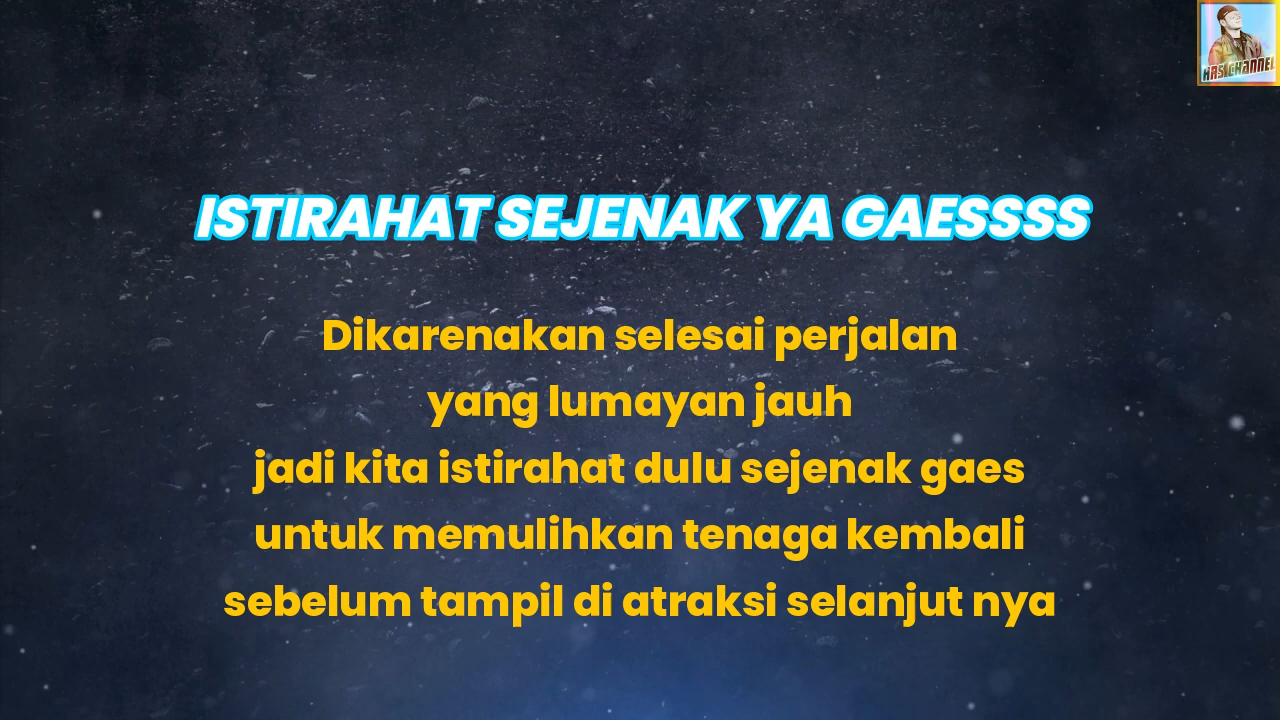 HRS CHANNEL
ISTIRAHAT SEJENAK YA GAESSSS
Dikarenakan selesai perjalan
yang lumayan jauh
jadi kita istirahat dulu sejenak gaes
untuk memulihkan tenaga kembali
sebelum tampil di atraksi selanjut nya